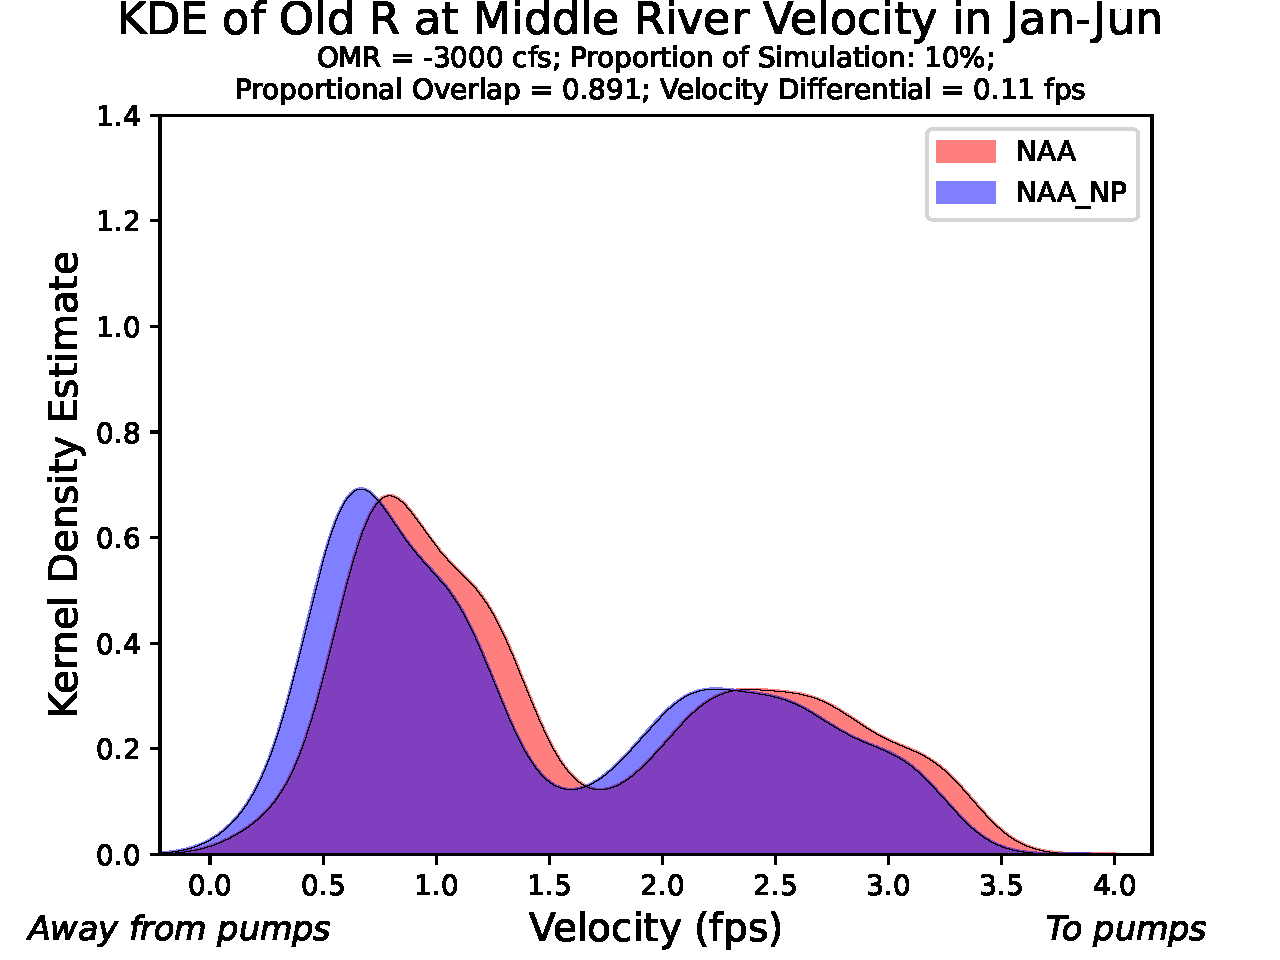 KDE of Old R at Middle River Velocity in Jan-Jun
OMR = -3000 cfs; Proportion of Simulation: 10%;
Proportional Overlap = 0.891; Velocity Differential = 0.11 fps
NAA
NAA_NP
Kernel Density Estimate
1.4
1.2
1.0
0.8
0.6
0.4
0.2
0.0
0.0 0.5 1.0 1.5 2.0 2.5 3.0 3.5 4.0
Away from pumps Velocity (fps) To pumps